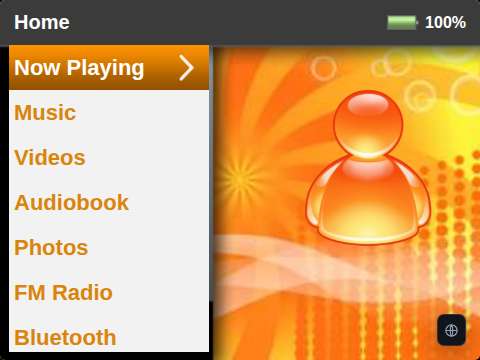 Home
100%
Now Playing
Music
Videos
Audiobook
Photos
FM Radio
Bluetooth